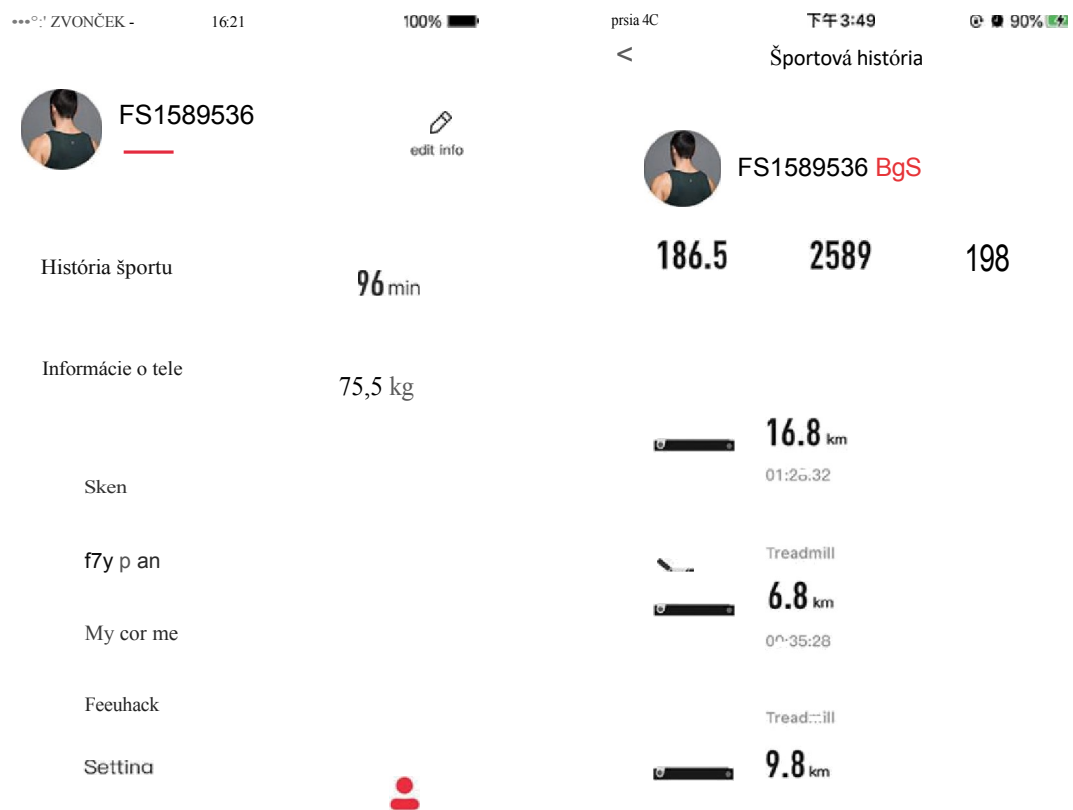 ZVONČEK - 16:21 100%
FS1589536
edit info
História športu
96 min
Informácie o tele
75,5 kg
Sken
f7y p an
My cor me
Feeuhack
Setting
prsia 4C 下午3:49 90%
<
Športová história
FS1589536 BgS
186.5 2589 198
16.8 km
Treadmill
6.8 km
9.8 km